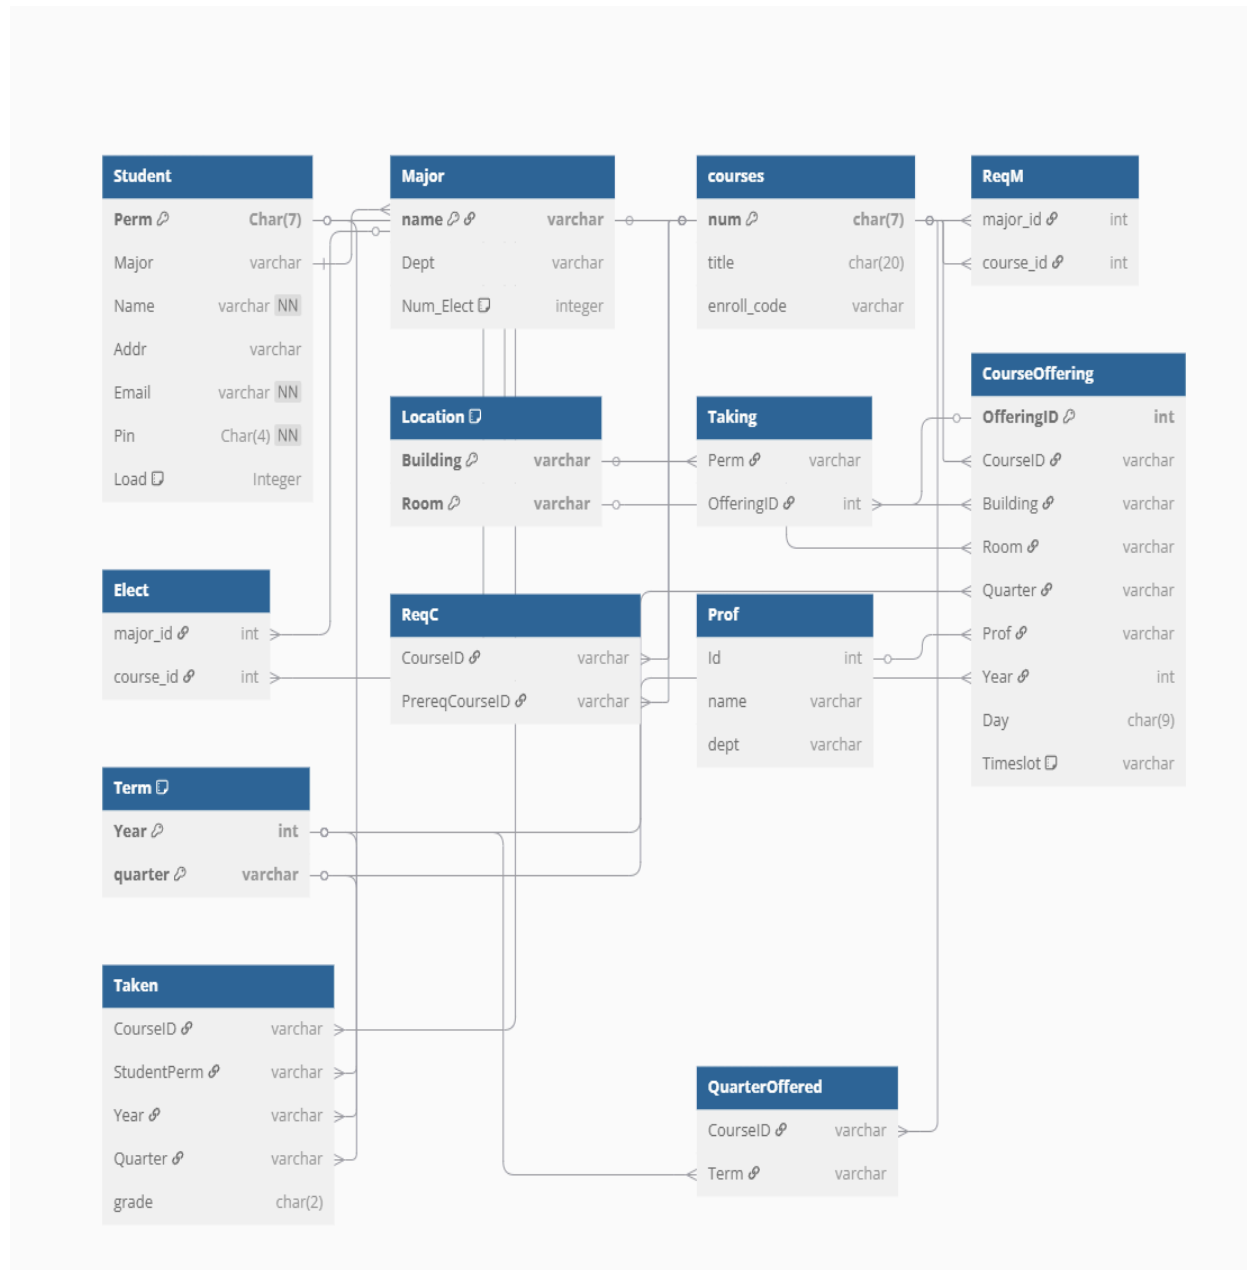 Student
Perm Char(7)
Major varchar
Name varchar NN
Addr varchar
Email varchar NN
Pin Char(4) NN
Load Integer
Major
name varchar
Dept varchar
Num_Elect integer
courses
num char(7)
title char(20)
enroll_code varchar
ReqM
major_id int
course_id int
Location
Building varchar
Room varchar
Taking
Perm varchar
OfferingID int
CourseOffering
OfferingID int
CourseID varchar
Building varchar
Room varchar
Quarter varchar
Prof varchar
Year int
Day char(9)
Timeslot varchar
Elect
major_id int
course_id int
ReqC
CourseID varchar
PrereqCourseID varchar
Prof
Id int
name varchar
dept varchar
Term
Year int
quarter varchar
Taken
CourseID varchar
StudentPerm varchar
Year varchar
Quarter varchar
grade char(2)
QuarterOffered
CourseID varchar
Term varchar